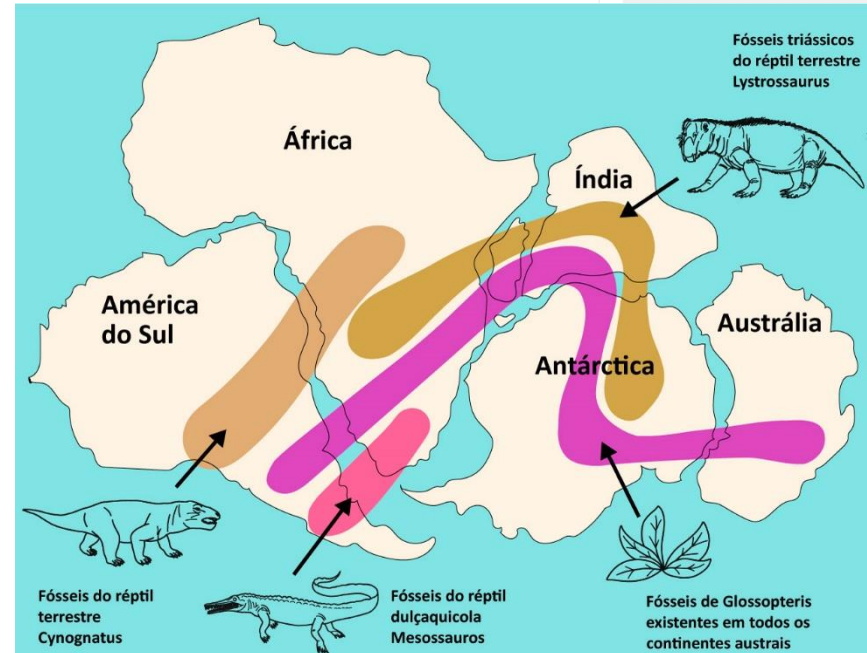 Fósseis triássicos
do réptil terrestre
Lystrossaurus
África
Índia
América
do Sul
Austrália
Antárctica
Fósseis do réptil
terrestre
Cynognatus
Fósseis do réptil
dulçaquicola
Mesossauros
Fósseis de Glossopteris
existentes em todos os
continentes austrais